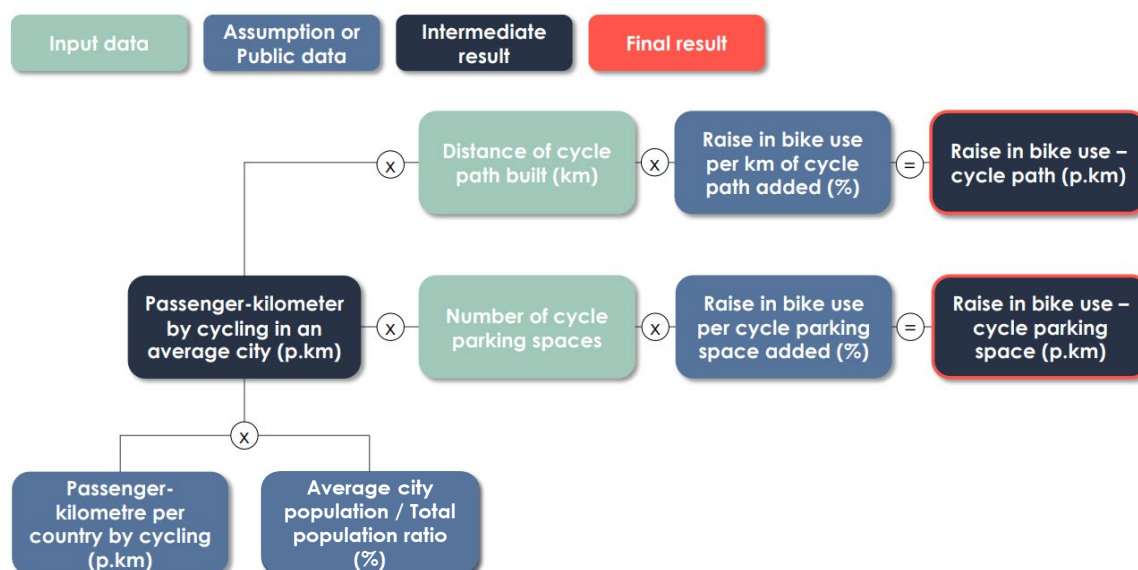 Input data
Assumption or
Public data
Intermediate
result
Final result
x
Distance of cycle
path built (km)
x
Raise in bike use
per km of cycle
path added (%)
=
Raise in bike use –
cycle path (p.km)
Passenger-kilometer
by cycling in an
average city (p.km)
x
Number of cycle
parking spaces
x
Raise in bike use
per cycle parking
space added (%)
=
Raise in bike use –
cycle parking
space (p.km)
x
Passenger-
kilometre per
country by cycling
(p.km)
Average city
population / Total
population ratio
(%)